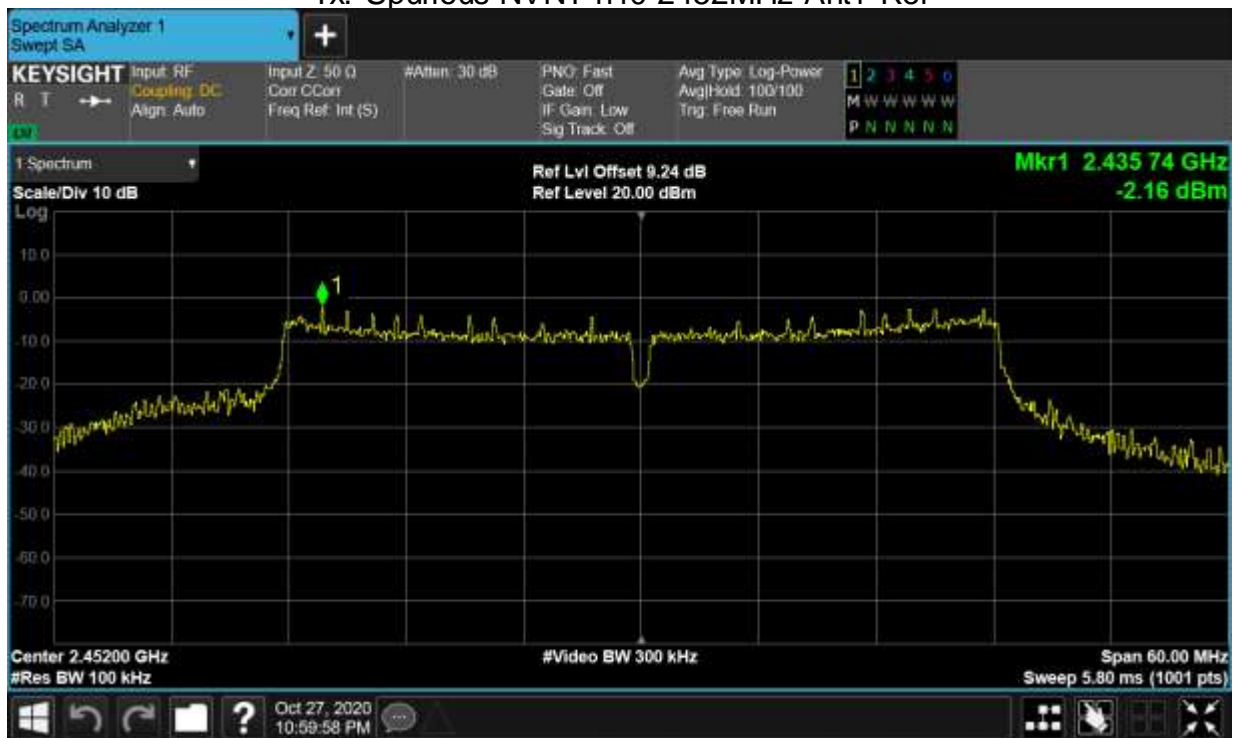 Spectrum Analyzer 1
Swept SA
+
KEYSIGHT
R T
Input: RF
Coupling: DC
Align: Auto
Input Z: 50 Ω
Corr CCorr
Freq Ref: Int (S)
#Atten: 30 dB
PNO: Fast
Gate: Off
IF Gain: Low
Sig Track: Off
Avg Type: Log-Power
Avg|Hold: 100/100
Trig: Free Run
1 2 3 4 5 6
M W W W W W
P N N N N N
1 Spectrum
Scale/Div 10 dB
Log
Ref Lvl Offset 9.24 dB
Ref Level 20.00 dBm
Mkr1 2.435 74 GHz
-2.16 dBm
10.0
0.00
-10.0
-20.0
-30.0
-40.0
-50.0
-60.0
-70.0
1
Center 2.45200 GHz
#Res BW 100 kHz
#Video BW 300 kHz
Span 60.00 MHz
Sweep 5.80 ms (1001 pts)
?
Oct 27, 2020
10:59:58 PM